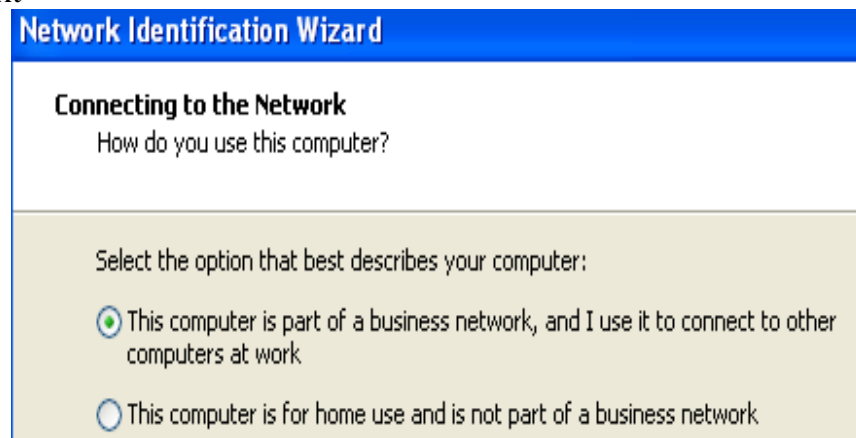 Network Identification Wizard
Connecting to the Network
How do you use this computer?
Select the option that best describes your computer:
This computer is part of a business network, and I use it to connect to other
computers at work
This computer is for home use and is not part of a business network